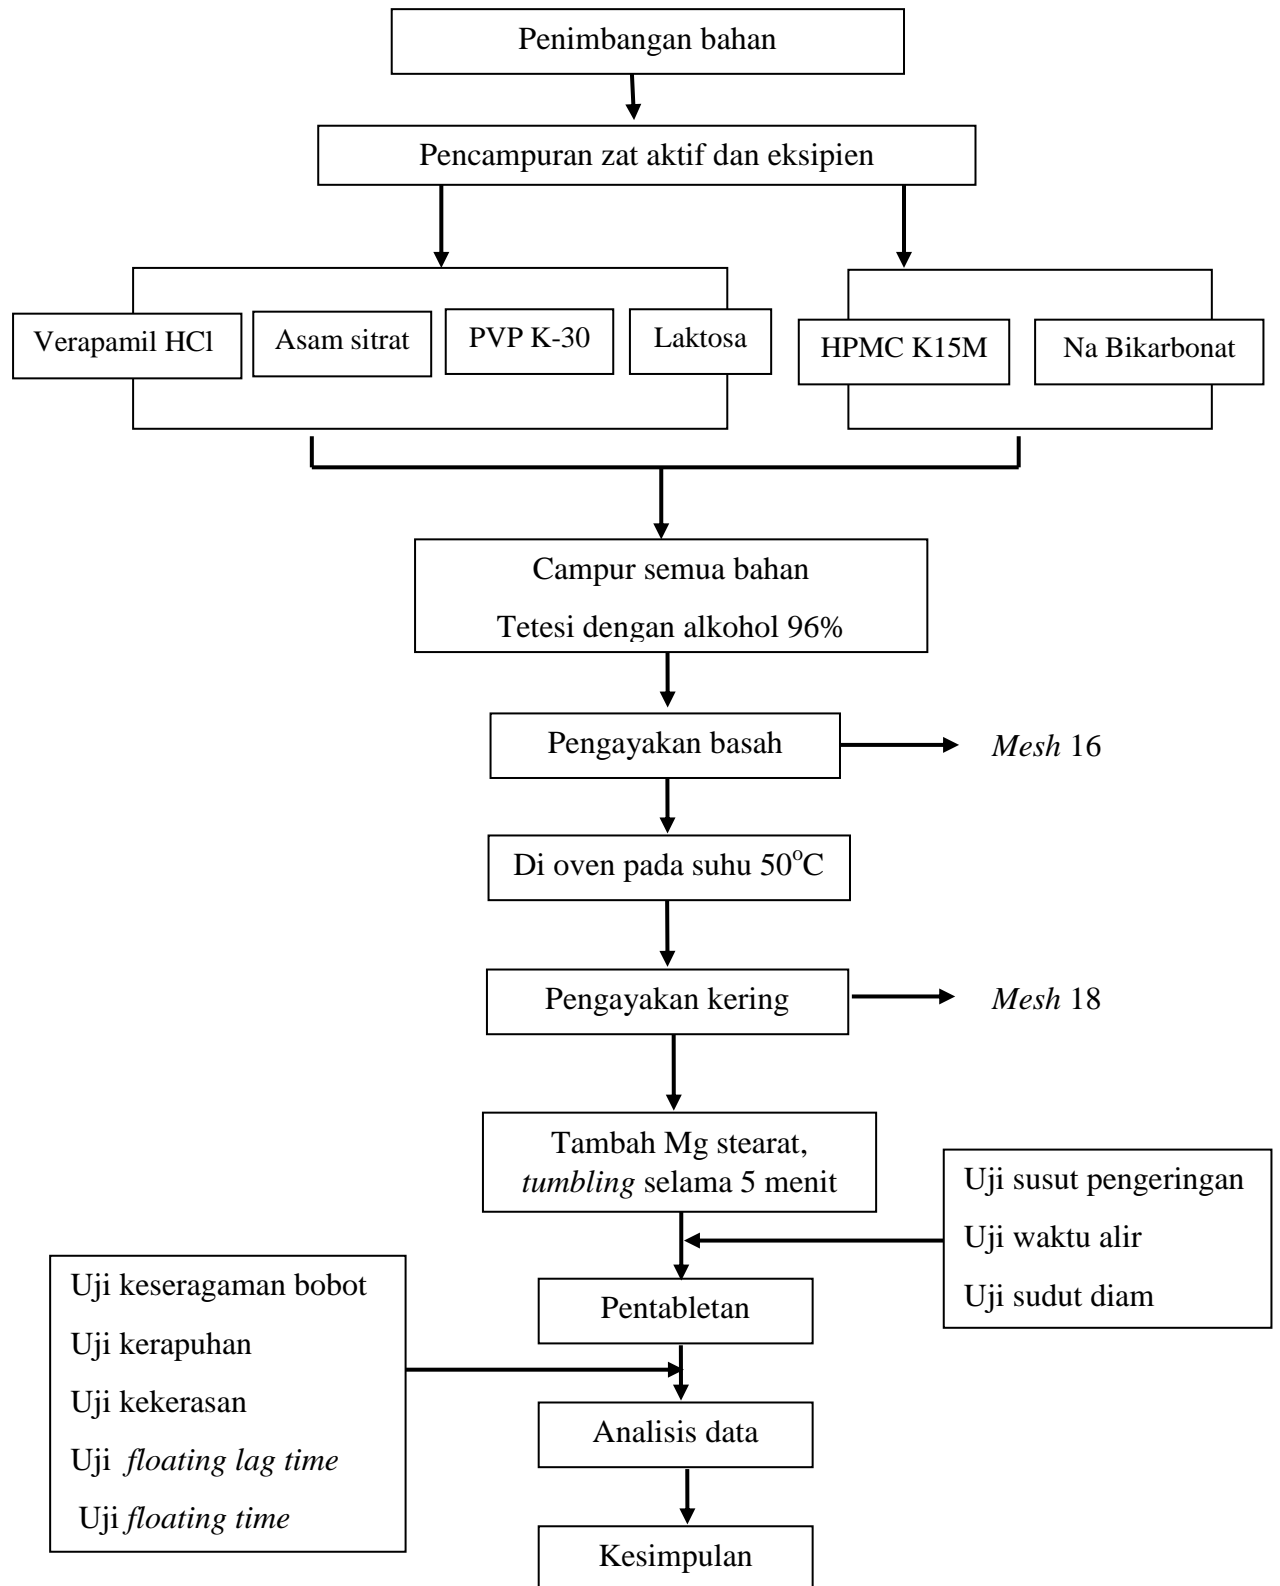 Penimbangan bahan
Pencampuran zat aktif dan eksipien
Verapamil HCl
Asam sitrat
PVP K-30
Laktosa
HPMC K15M
Na Bikarbonat
Campur semua bahan
Tetesi dengan alkohol 96%
Pengayakan basah
Mesh 16
Di oven pada suhu 50°C
Pengayakan kering
Mesh 18
Tambah Mg stearat,
tumbling selama 5 menit
Uji susut pengeringan
Uji waktu alir
Uji sudut diam
Pentabletan
Uji keseragaman bobot
Uji kerapuhan
Uji kekerasan
Uji floating lag time
Uji floating time
Analisis data
Kesimpulan